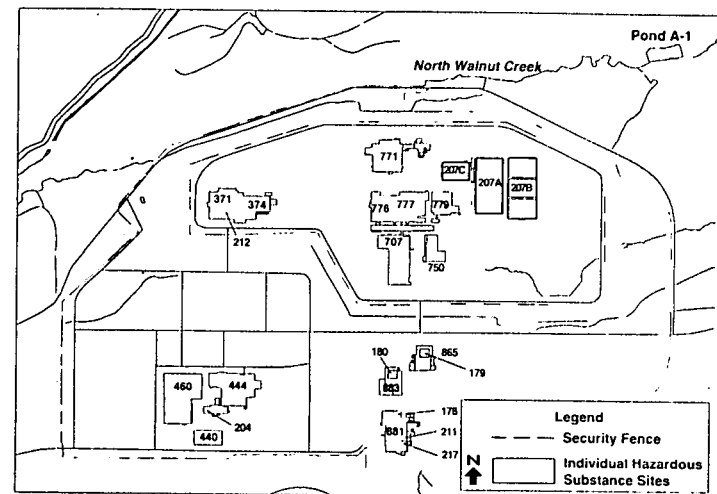 Pond A-1
North Walnut Creek
771
207C
207A
207B
371
374
776
777
779
212
707
750
180
865
179
883
460
444
204
440
178
881
211
217
Legend
Security Fence
N
Individual Hazardous
Substance Sites